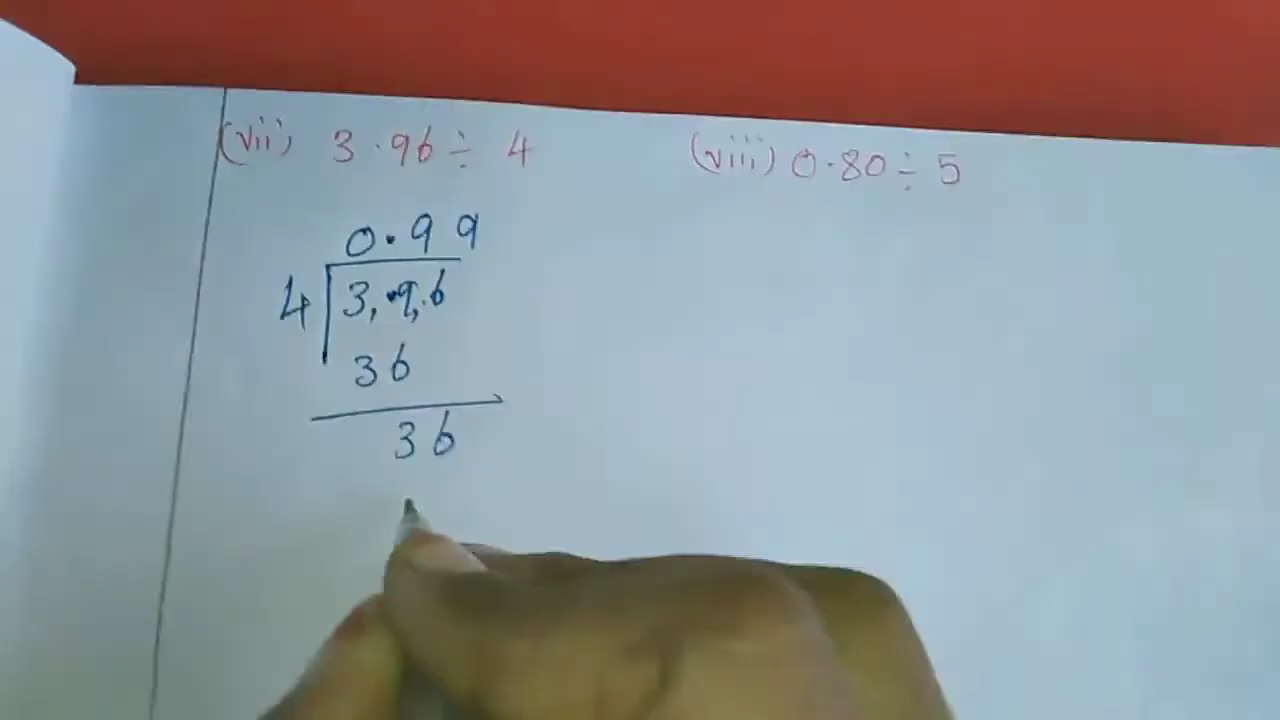 (vii) 3.96 ÷ 4
(viii) 0.80 ÷ 5
0.99
4 3,.9,.6
36
36